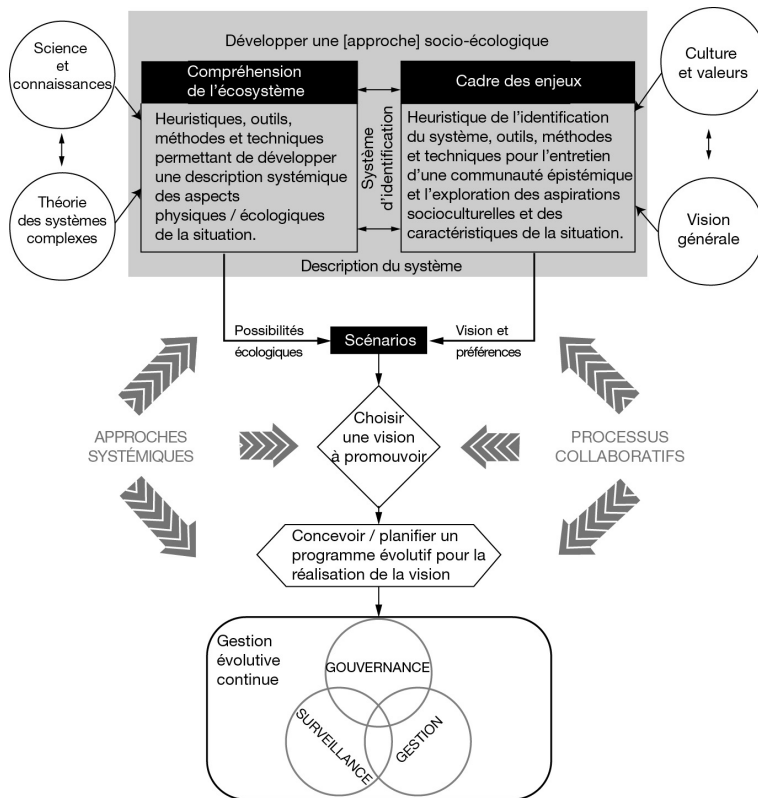 Développer une [approche] socio-écologique
Science
et
connaissances
Théorie
des systèmes
complexes
Compréhension
de l'écosystème
Heuristiques, outils,
méthodes et techniques
permettant de développer
une description systémique
des aspects
physiques / écologiques
de la situation.
Système
d'identification
Cadre des enjeux
Heuristique de l'identification
du système, outils, méthodes
et techniques pour l'entretien
d'une communauté épistémique
et l'exploration des aspirations
socioculturelles et des
caractéristiques de la situation.
Culture
et valeurs
Vision
générale
Description du système
Possibilités
écologiques
Scénarios
Vision et
préférences
APPROCHES
SYSTÉMIQUES
Choisir
une vision
à promouvoir
PROCESSUS
COLLABORATIFS
Concevoir / planifier un
programme évolutif pour la
réalisation de la vision
Gestion
évolutive
continue
GOUVERNANCE
SURVEILLANCE
GESTION